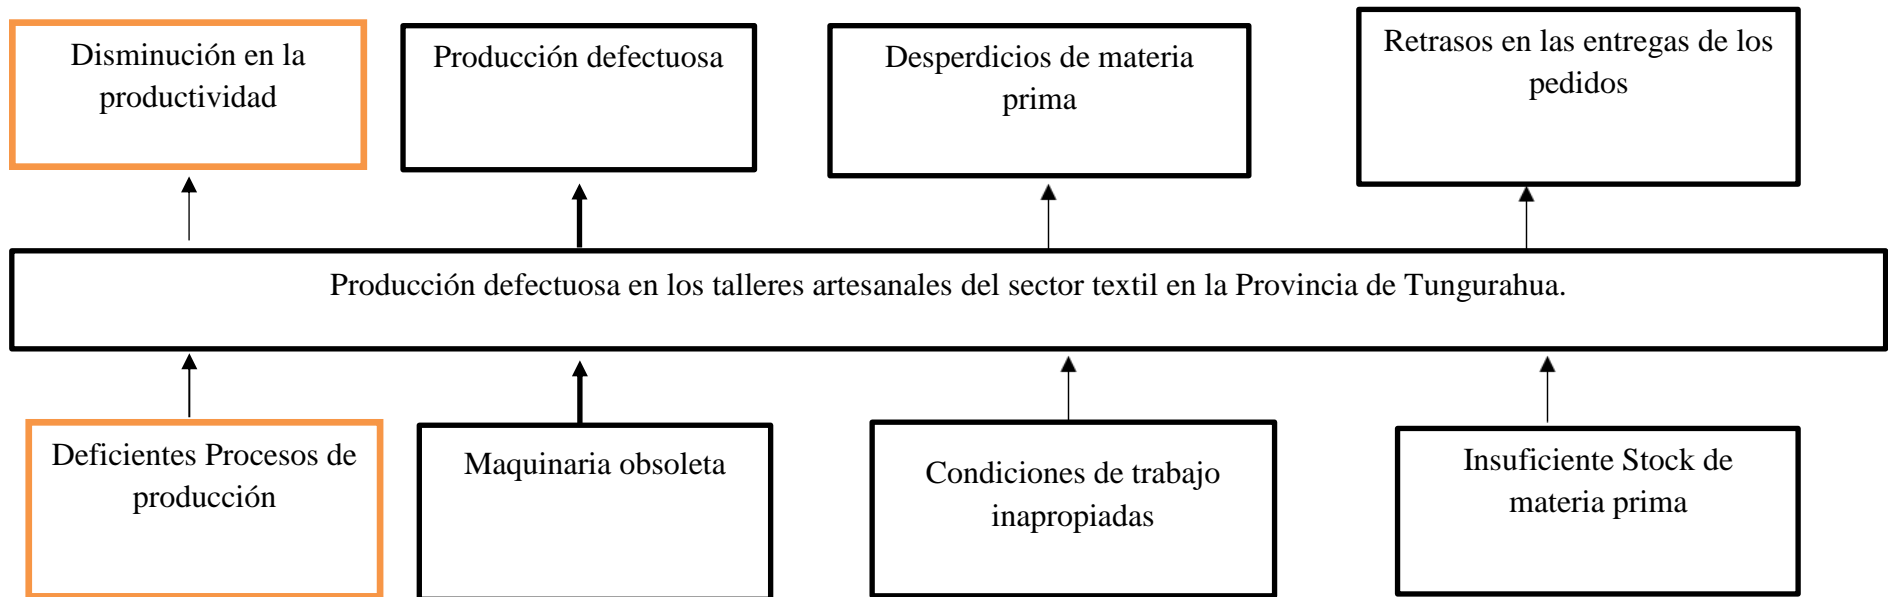 Disminución en la
productividad
Producción defectuosa
Desperdicios de materia
prima
Retrasos en las entregas de los
pedidos
Producción defectuosa en los talleres artesanales del sector textil en la Provincia de Tungurahua.
Deficientes Procesos de
producción
Maquinaria obsoleta
Condiciones de trabajo
inapropiadas
Insuficiente Stock de
materia prima